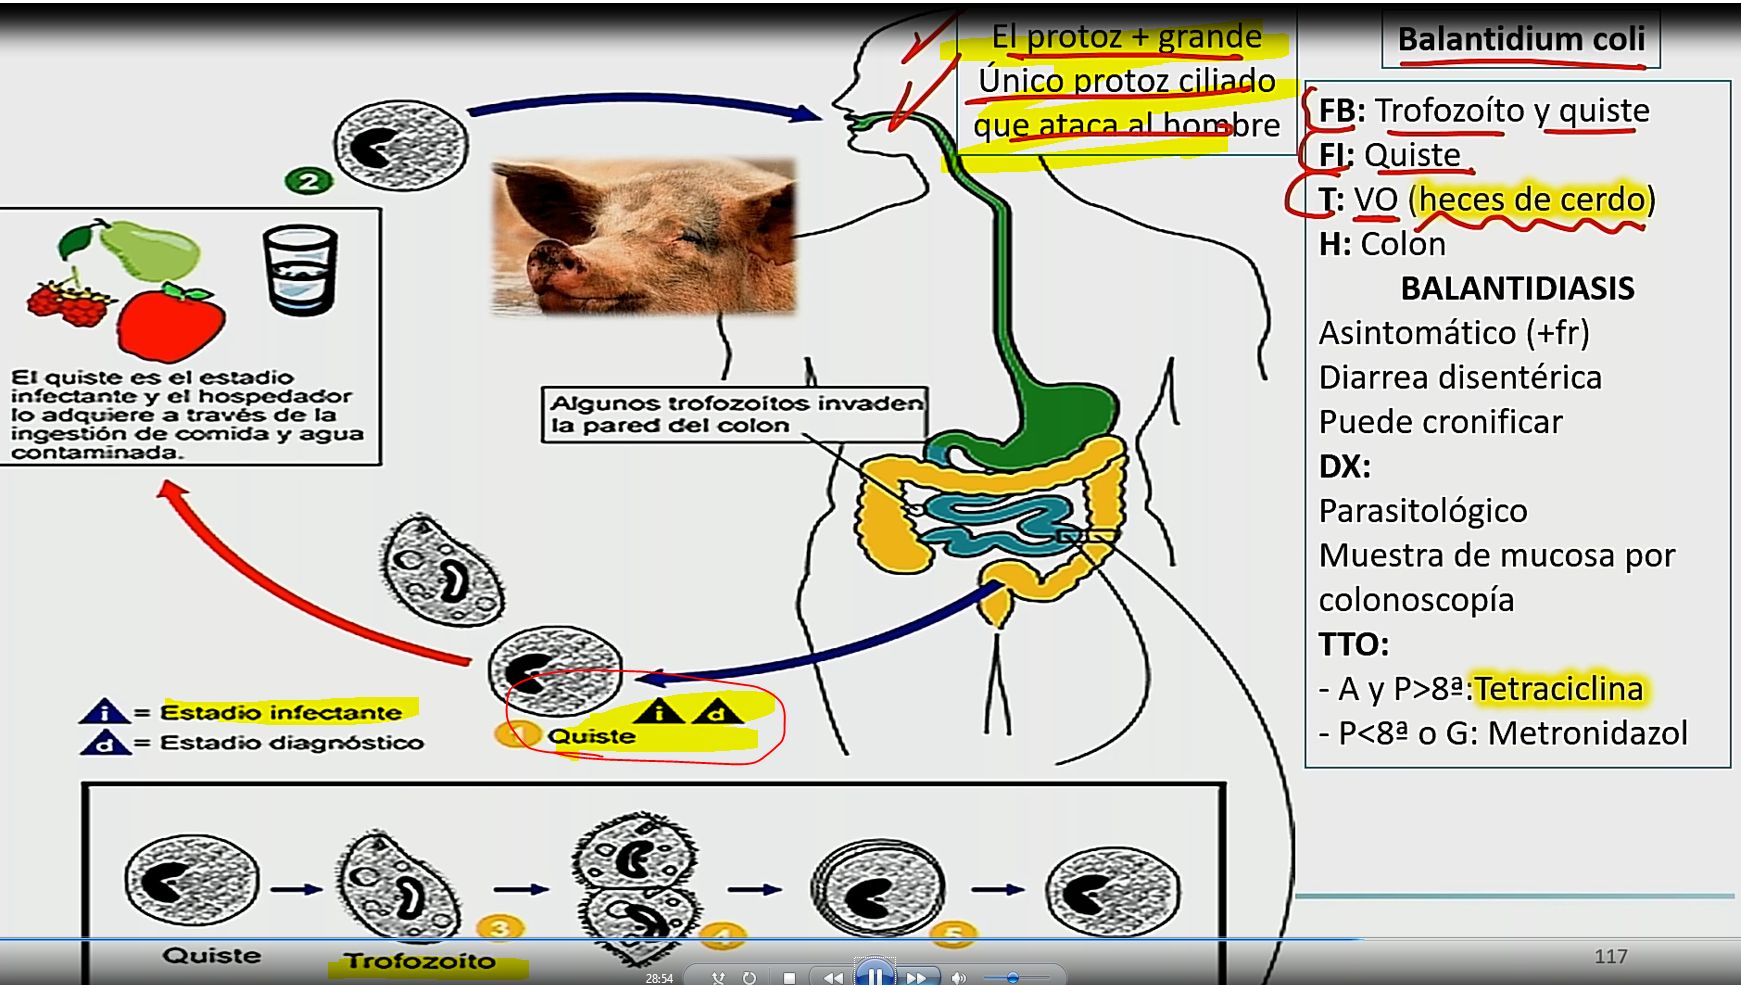 El protoz + grande
Único protoz ciliado
que ataca al hombre
Balantidium coli
FB: Trofozoíto y quiste
FI: Quiste
T: VO (heces de cerdo)
H: Colon
BALANTIDIASIS
Asintomático (+fr)
Diarrea disentérica
Puede cronificar
DX:
Parasitológico
Muestra de mucosa por
colonoscopía
TTO:
- A y P>8ª:Tetraciclina
- P<8ª o G: Metronidazol
2
El quiste es el estadio
infectante y el hospedador
lo adquiere a través de la
ingestión de comida y agua
contaminada.
Algunos trofozoítos invaden
la pared del colon
i = Estadio infectante
d = Estadio diagnóstico
i d
1 Quiste
3
4
5
Quiste
Trofozoíto
117
28:54